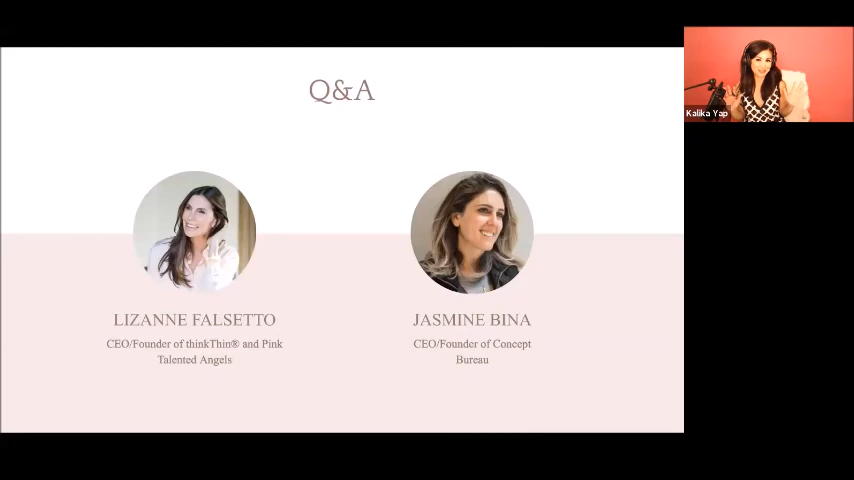 Q&A
Kalika Yap
LIZANNE FALSETTO
CEO/Founder of thinkThin® and Pink
Talented Angels
JASMINE BINA
CEO/Founder of Concept
Bureau